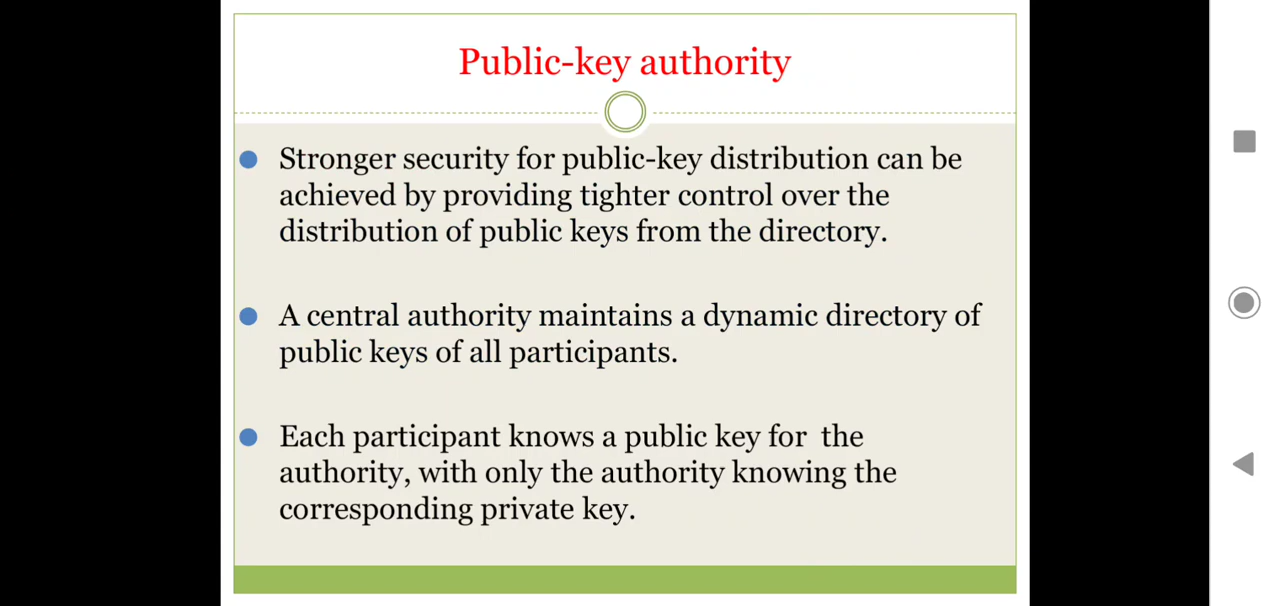 Public-key authority
Stronger security for public-key distribution can be
achieved by providing tighter control over the
distribution of public keys from the directory.
A central authority maintains a dynamic directory of
public keys of all participants.
Each participant knows a public key for the
authority, with only the authority knowing the
corresponding private key.